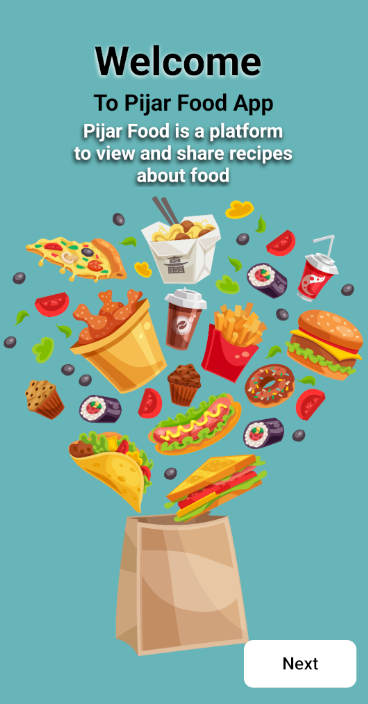 Welcome
To Pijar Food App
Pijar Food is a platform
to view and share recipes
about food
Next